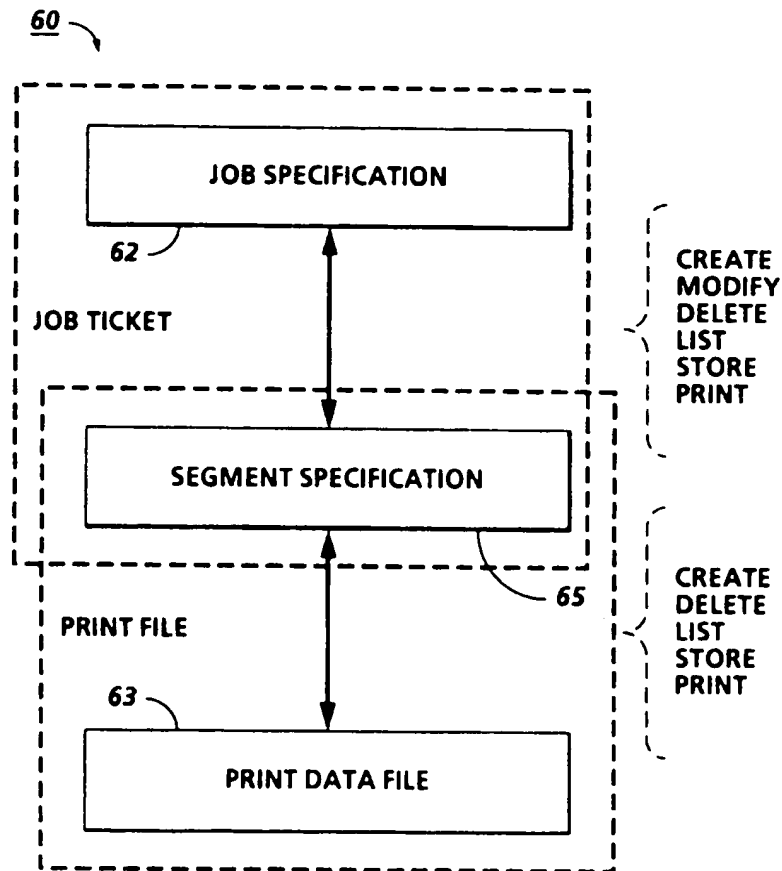 60
JOB SPECIFICATION
62
JOB TICKET
CREATE
MODIFY
DELETE
LIST
STORE
PRINT
SEGMENT SPECIFICATION
65
PRINT FILE
CREATE
DELETE
LIST
STORE
PRINT
63
PRINT DATA FILE